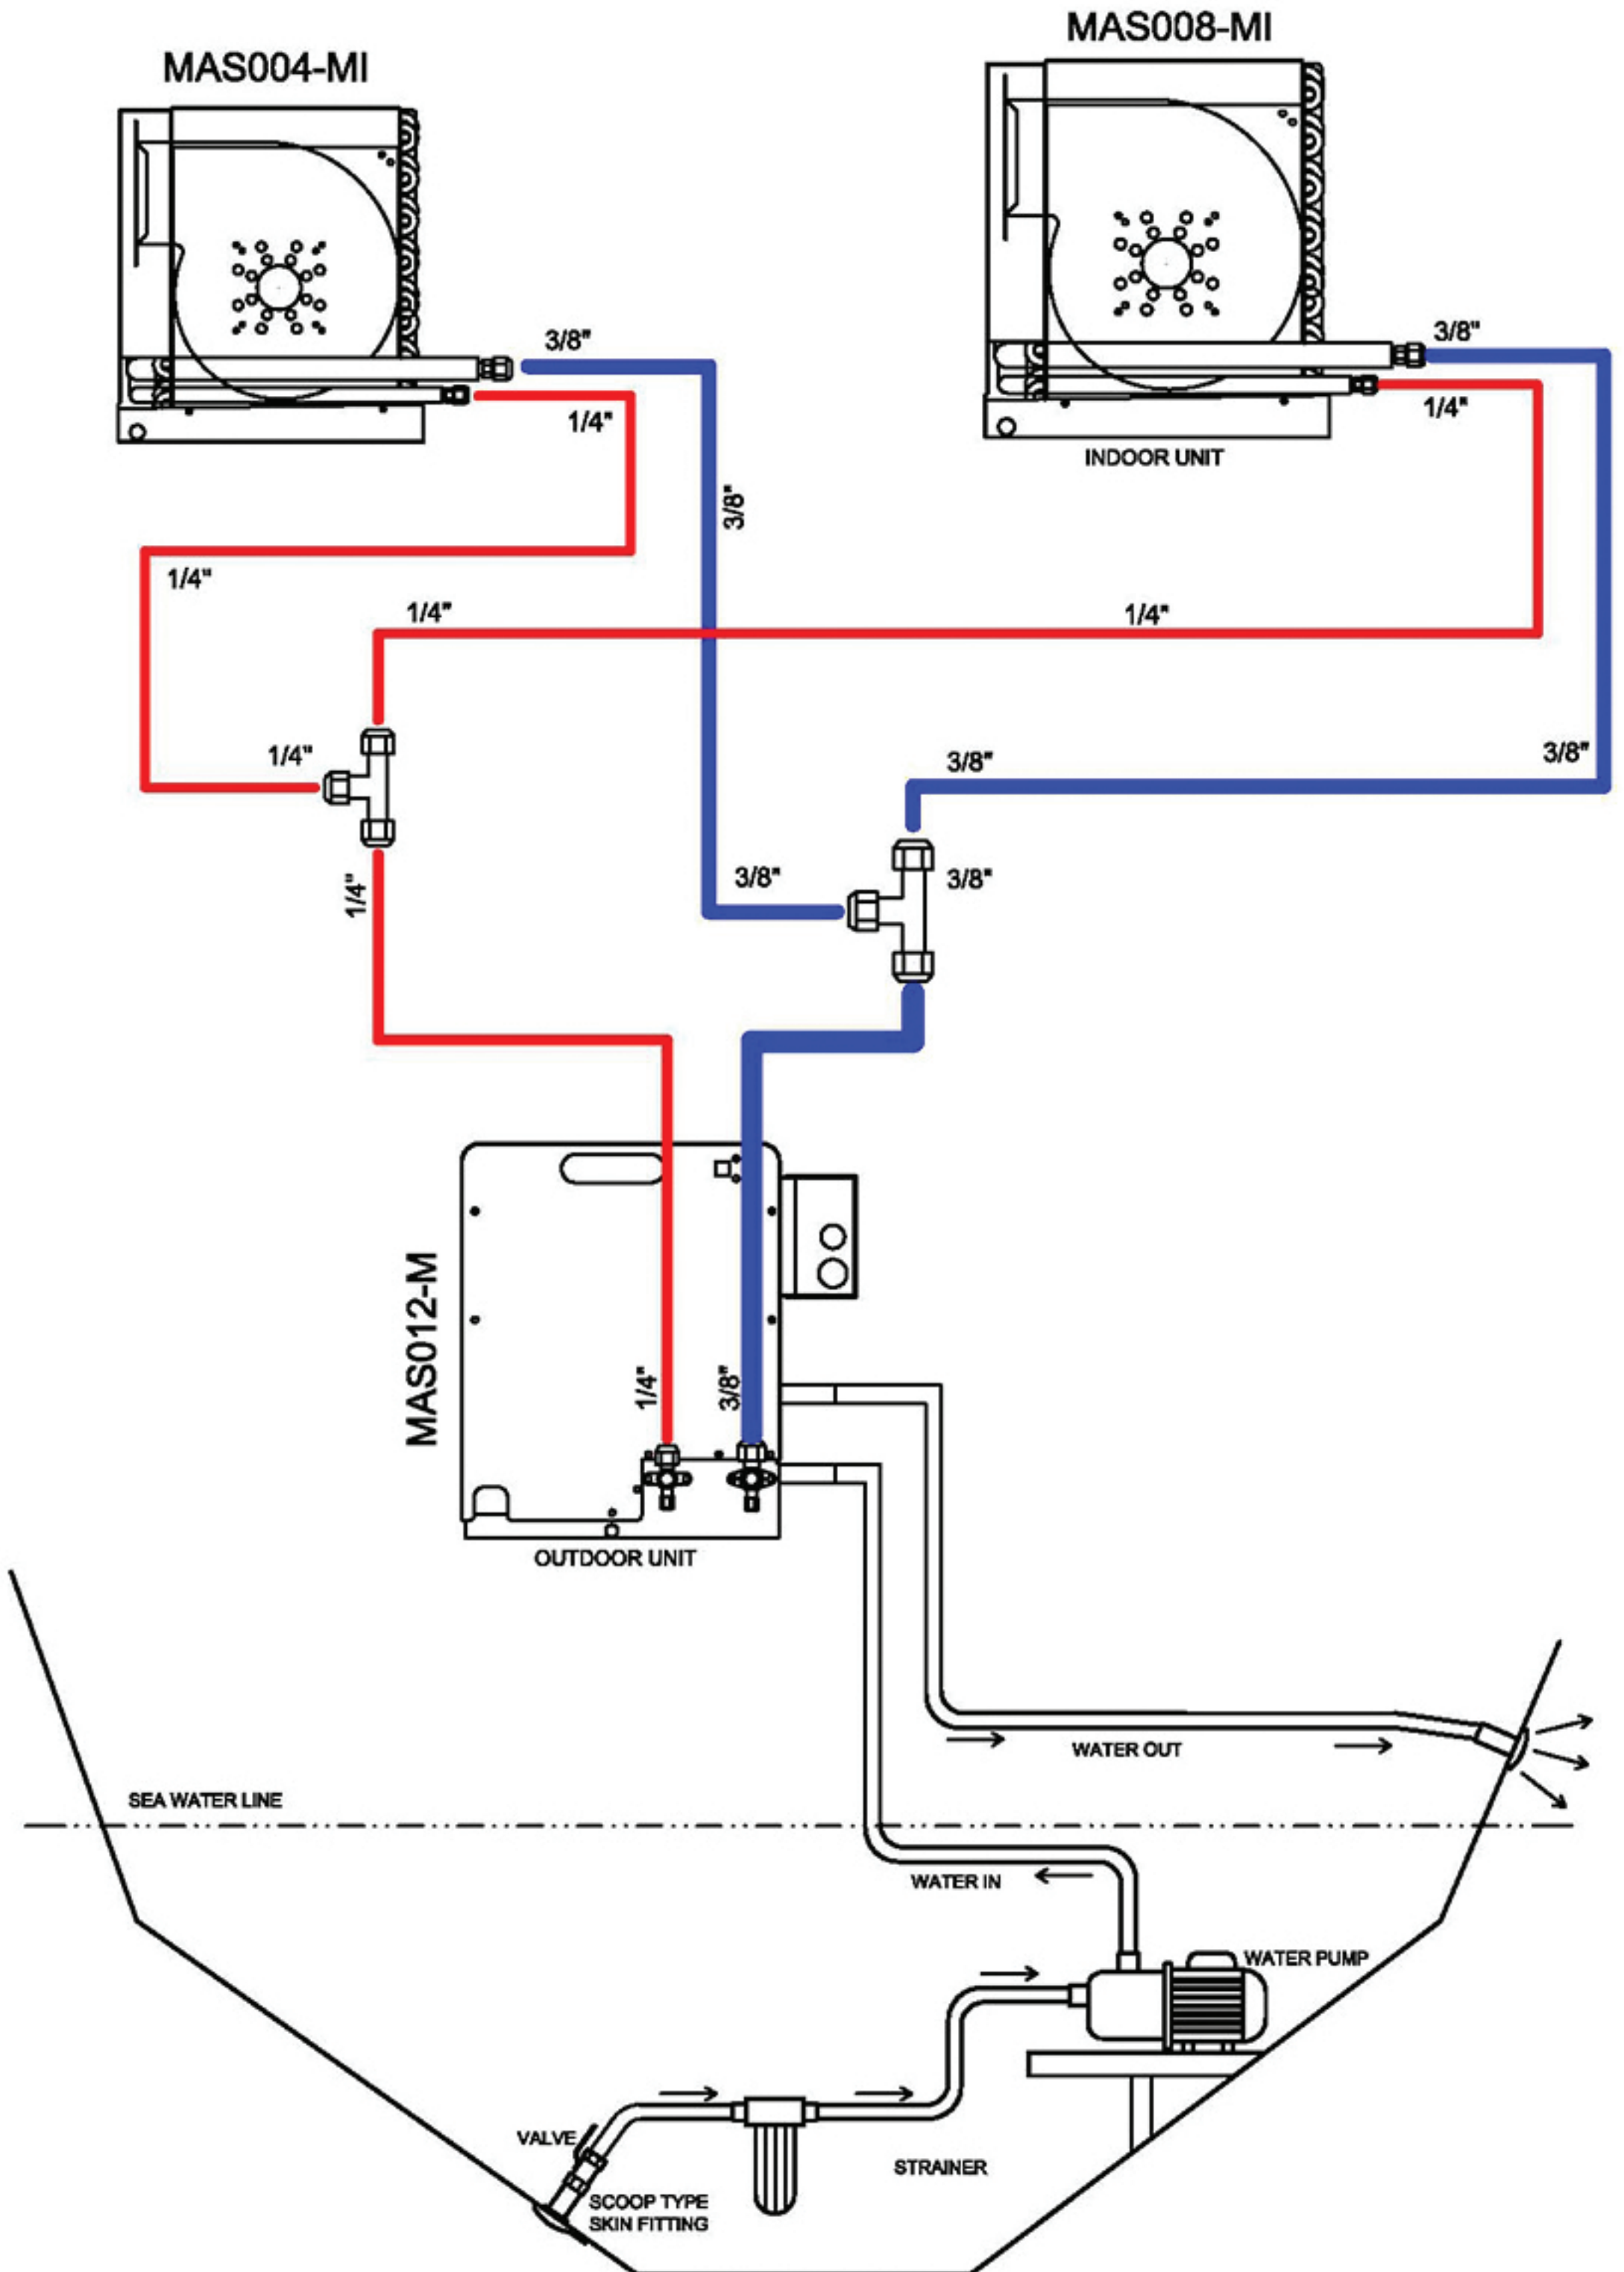 MAS008-MI
MAS004-MI
3/8"
3/8"
1/4"
1/4"
INDOOR UNIT
3/8"
1/4"
1/4"
1/4"
1/4"
3/8"
3/8"
3/8"
3/8"
1/4"
MAS012-M
1/4"
3/8"
OUTDOOR UNIT
WATER OUT
SEA WATER LINE
WATER IN
WATER PUMP
VALVE
STRAINER
SCOOP TYPE
SKIN FITTING